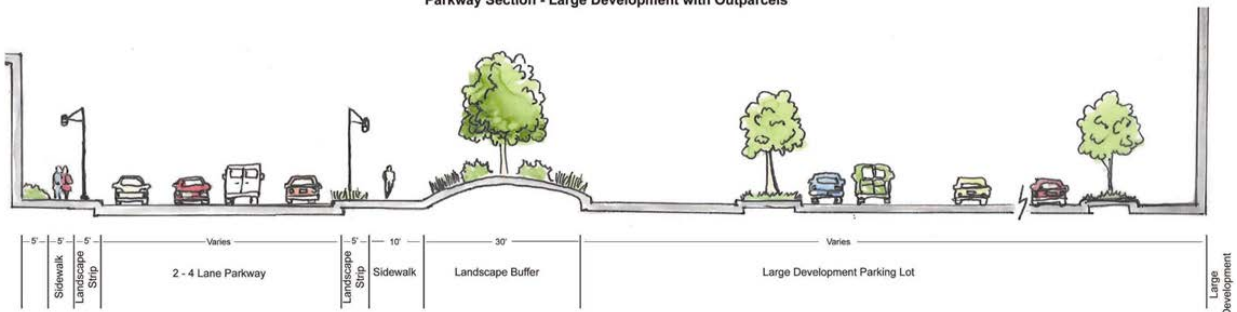 Parkway Section - Large Development with Outparcels
5'
5'
5'
Varies
5'
10'
30'
Varies
Sidewalk
Landscape
Strip
2 - 4 Lane Parkway
Landscape
Strip
Sidewalk
Landscape Buffer
Large Development Parking Lot
Large
Development